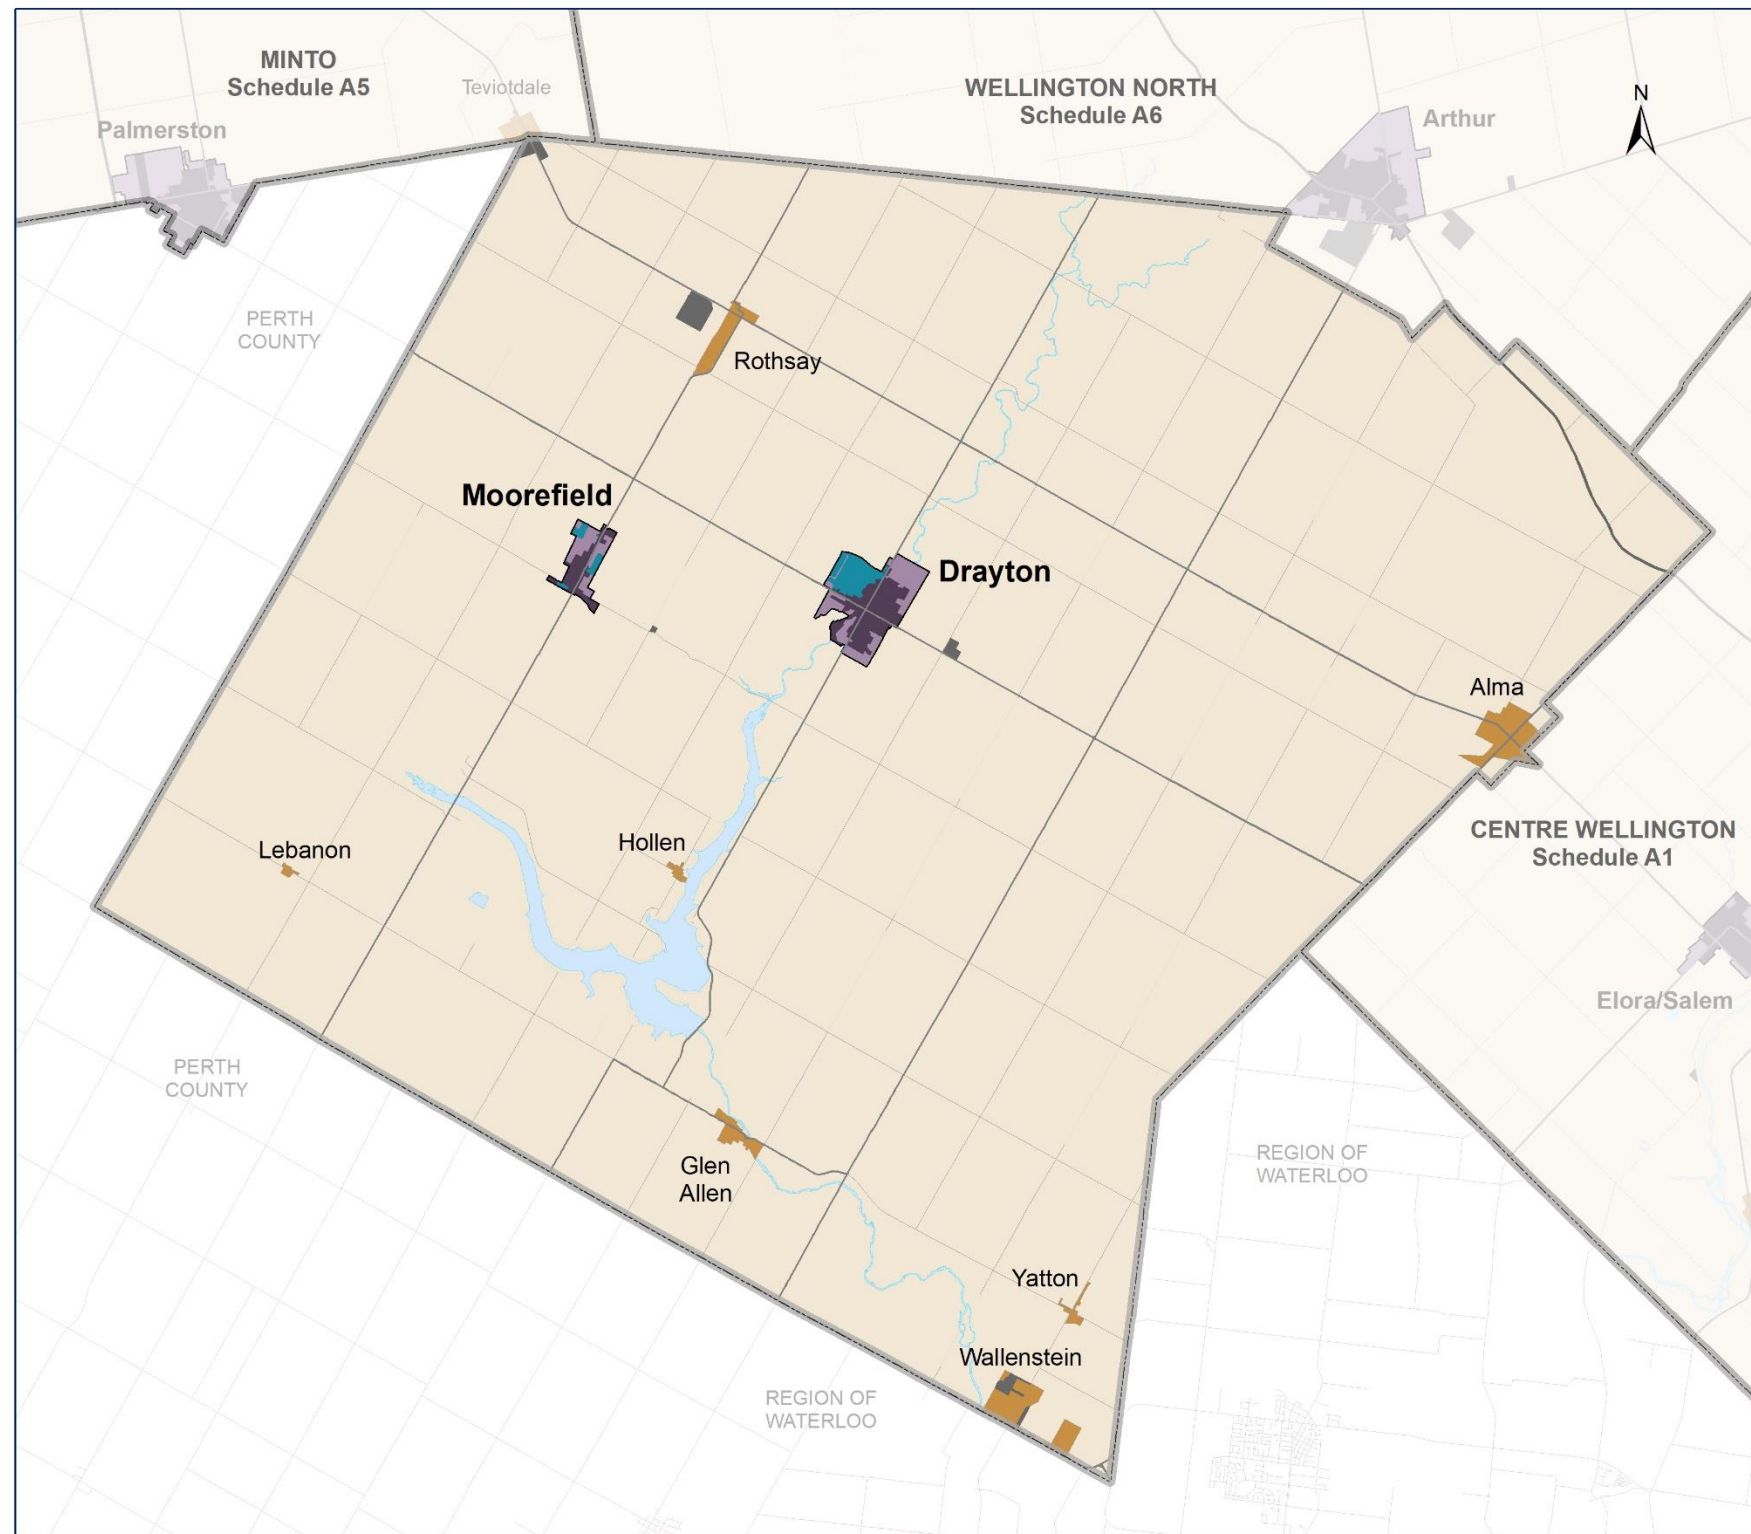 MINTO
Schedule A5
Teviotdale
WELLINGTON NORTH
Schedule A6
N
Palmerston
Arthur
PERTH
COUNTY
Rothsay
Moorefield
Drayton
Alma
CENTRE WELLINGTON
Schedule A1
Lebanon
Hollen
Elora/Salem
PERTH
COUNTY
Glen
Allen
REGION OF
WATERLOO
Yatton
Wallenstein
REGION OF
WATERLOO